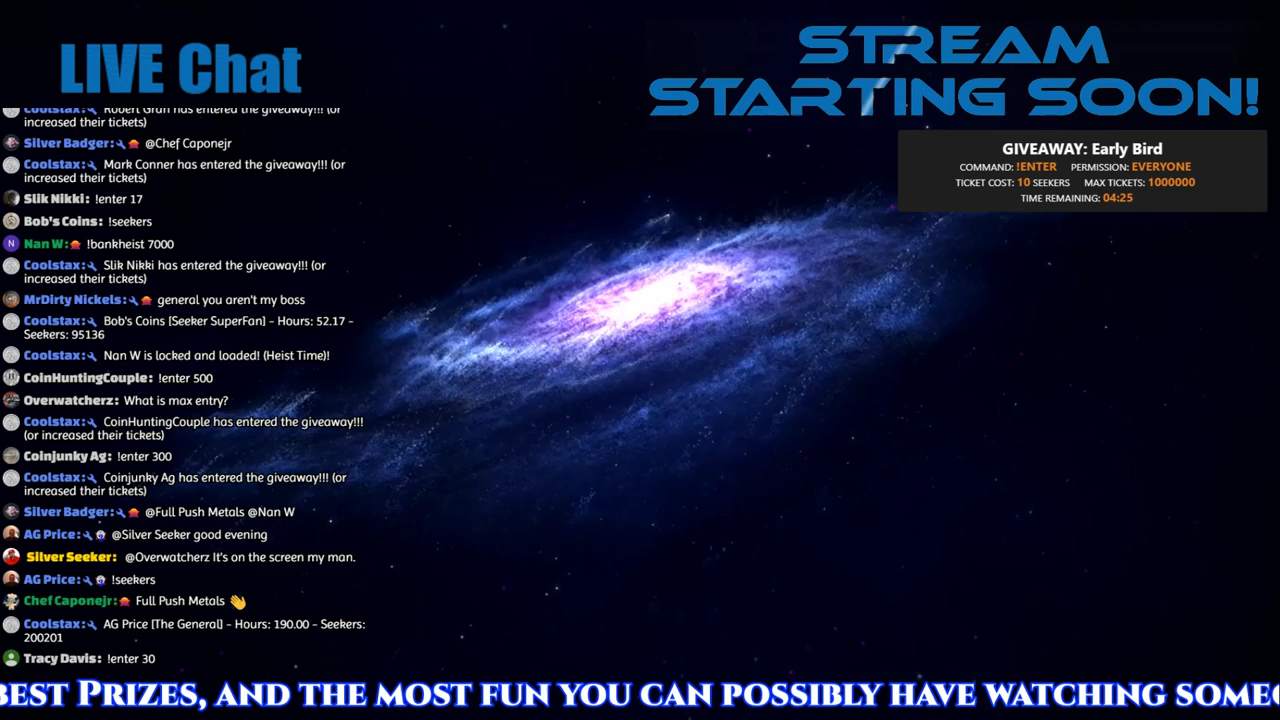 LIVE Chat
STREAM
STARTING SOON!
GIVEAWAY: Early Bird
COMMAND: !ENTER PERMISSION: EVERYONE
TICKET COST: 10 SEEKERS MAX TICKETS: 1000000
TIME REMAINING: 04:25
Coolstax: Robert Gran has entered the giveaway!!! (or
increased their tickets)
Silver Badger: @Chef Caponejr
Coolstax: Mark Conner has entered the giveaway!!! (or
increased their tickets)
Slik Nikki: !enter 17
Bob's Coins: !seekers
N Nan W: !bankheist 7000
Coolstax: Slik Nikki has entered the giveaway!!! (or
increased their tickets)
MrDirty Nickels: general you aren't my boss
Coolstax: Bob's Coins [Seeker SuperFan] - Hours: 52.17 -
Seekers: 95136
Coolstax: Nan W is locked and loaded! (Heist Time)!
CoinHuntingCouple: !enter 500
Overwatcherz: What is max entry?
Coolstax: CoinHuntingCouple has entered the giveaway!!!
(or increased their tickets)
Coinjunky Ag: !enter 300
Coolstax: Coinjunky Ag has entered the giveaway!!! (or
increased their tickets)
Silver Badger: @Full Push Metals @Nan W
AG Price: @Silver Seeker good evening
Silver Seeker: @Overwatcherz It's on the screen my man.
AG Price: !seekers
Chef Caponejr: Full Push Metals 👋
Coolstax: AG Price [The General] - Hours: 190.00 - Seekers:
200201
Tracy Davis: !enter 30
BEST PRIZES, AND THE MOST FUN YOU CAN POSSIBLY HAVE WATCHING SOMEO